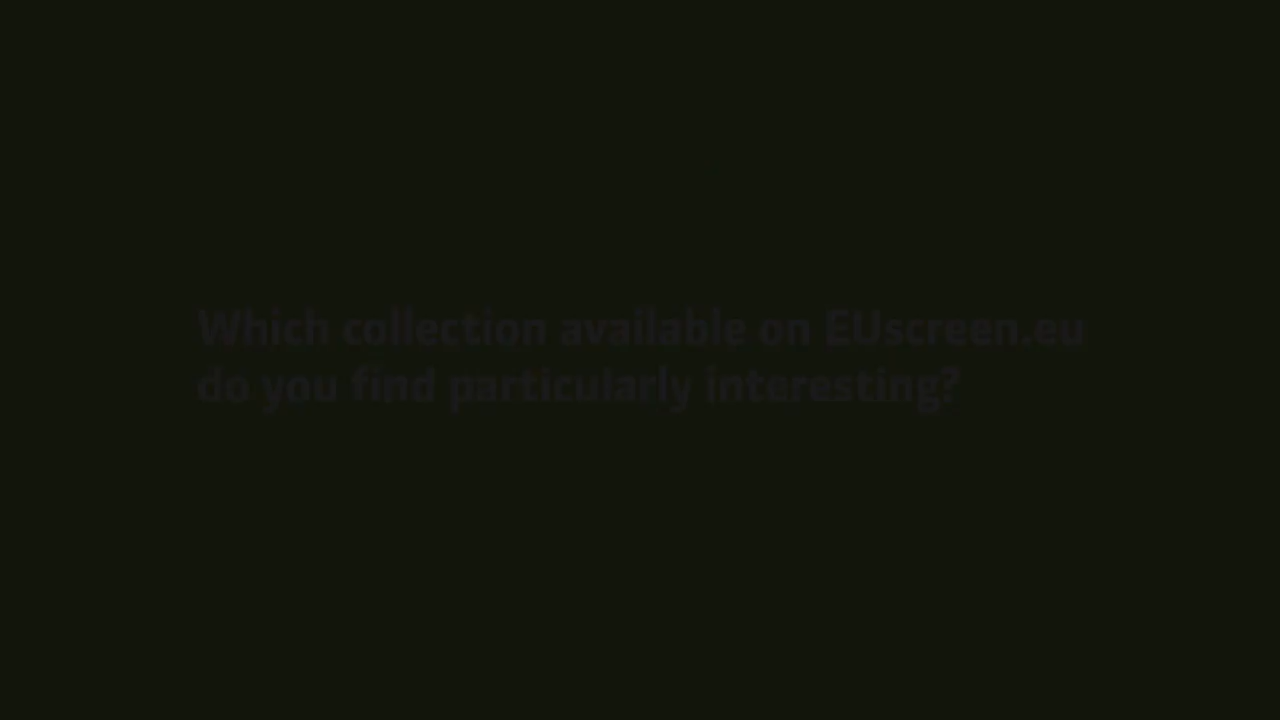 Which collection available on EUscreen.eu
do you find particularly interesting?